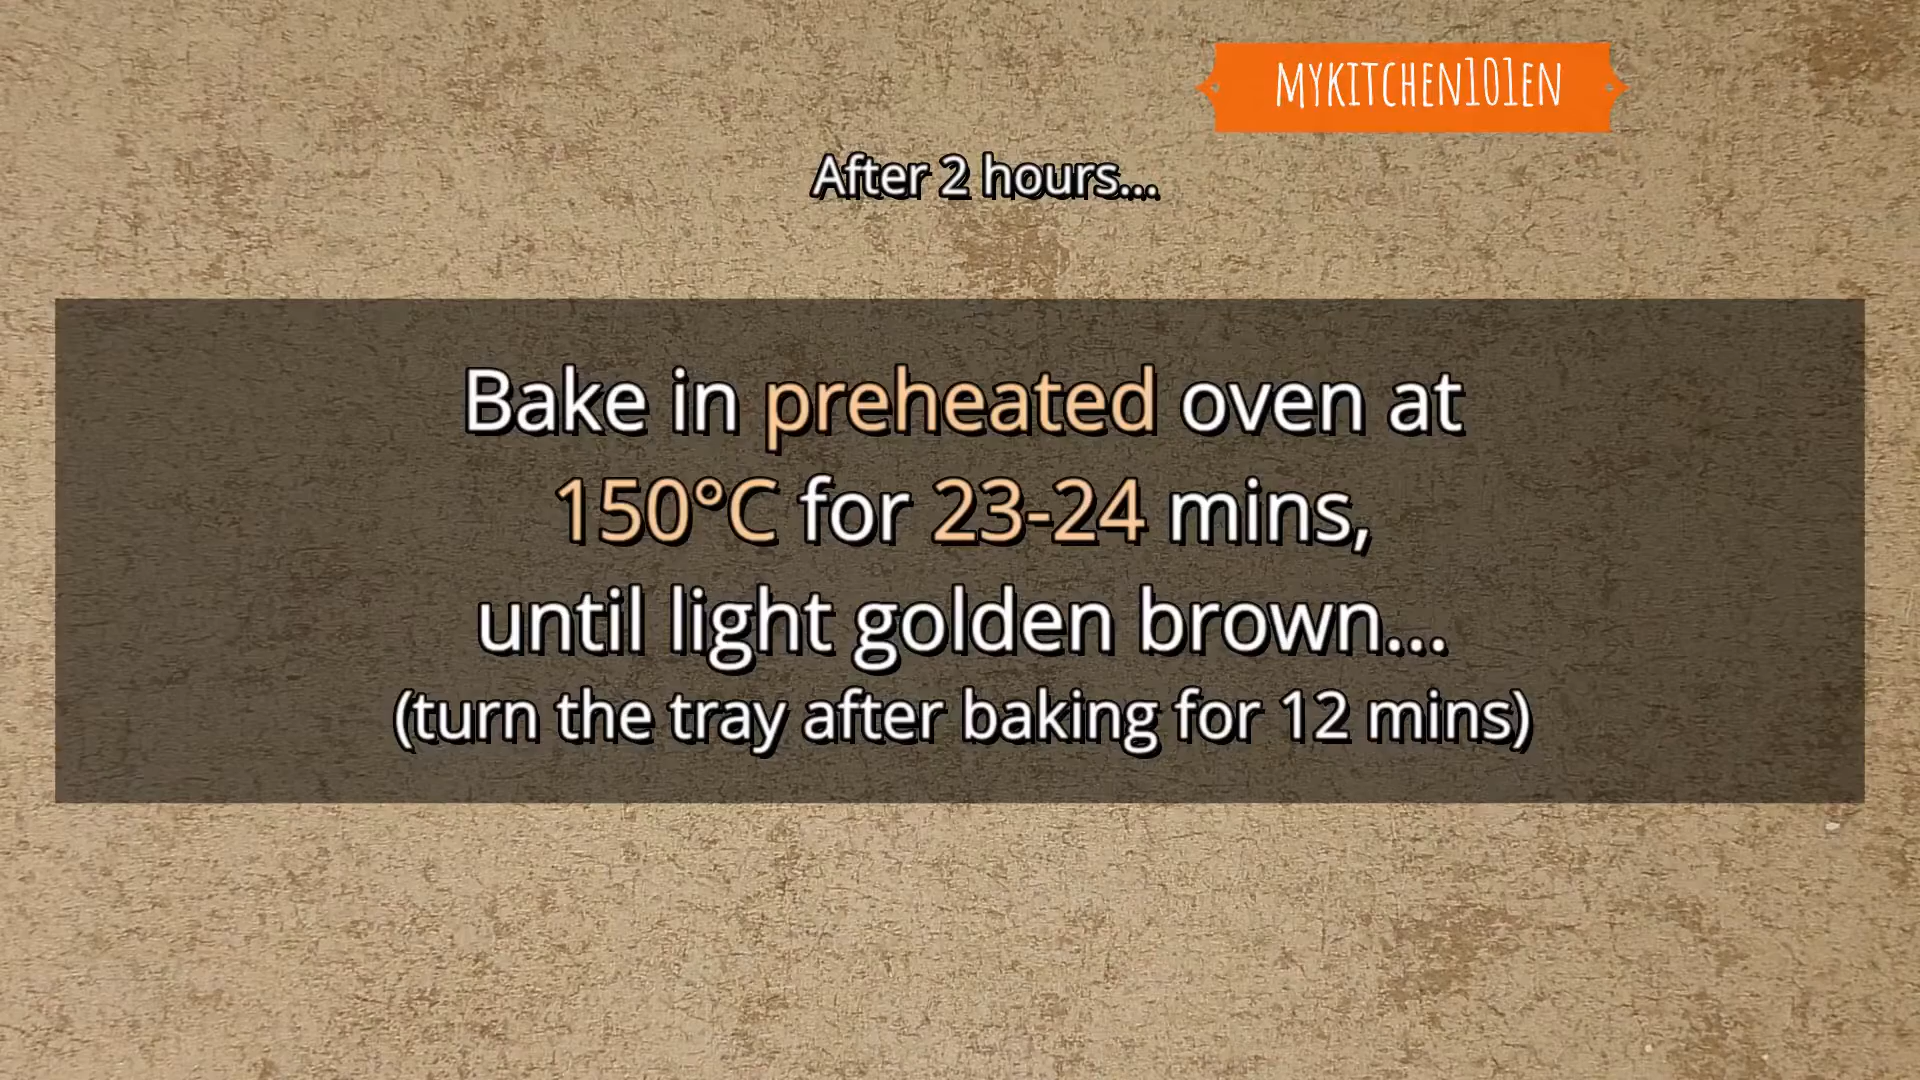 MYKITCHEN101EN
After 2 hours...
Bake in preheated oven at
150°C for 23-24 mins,
until light golden brown...
(turn the tray after baking for 12 mins)